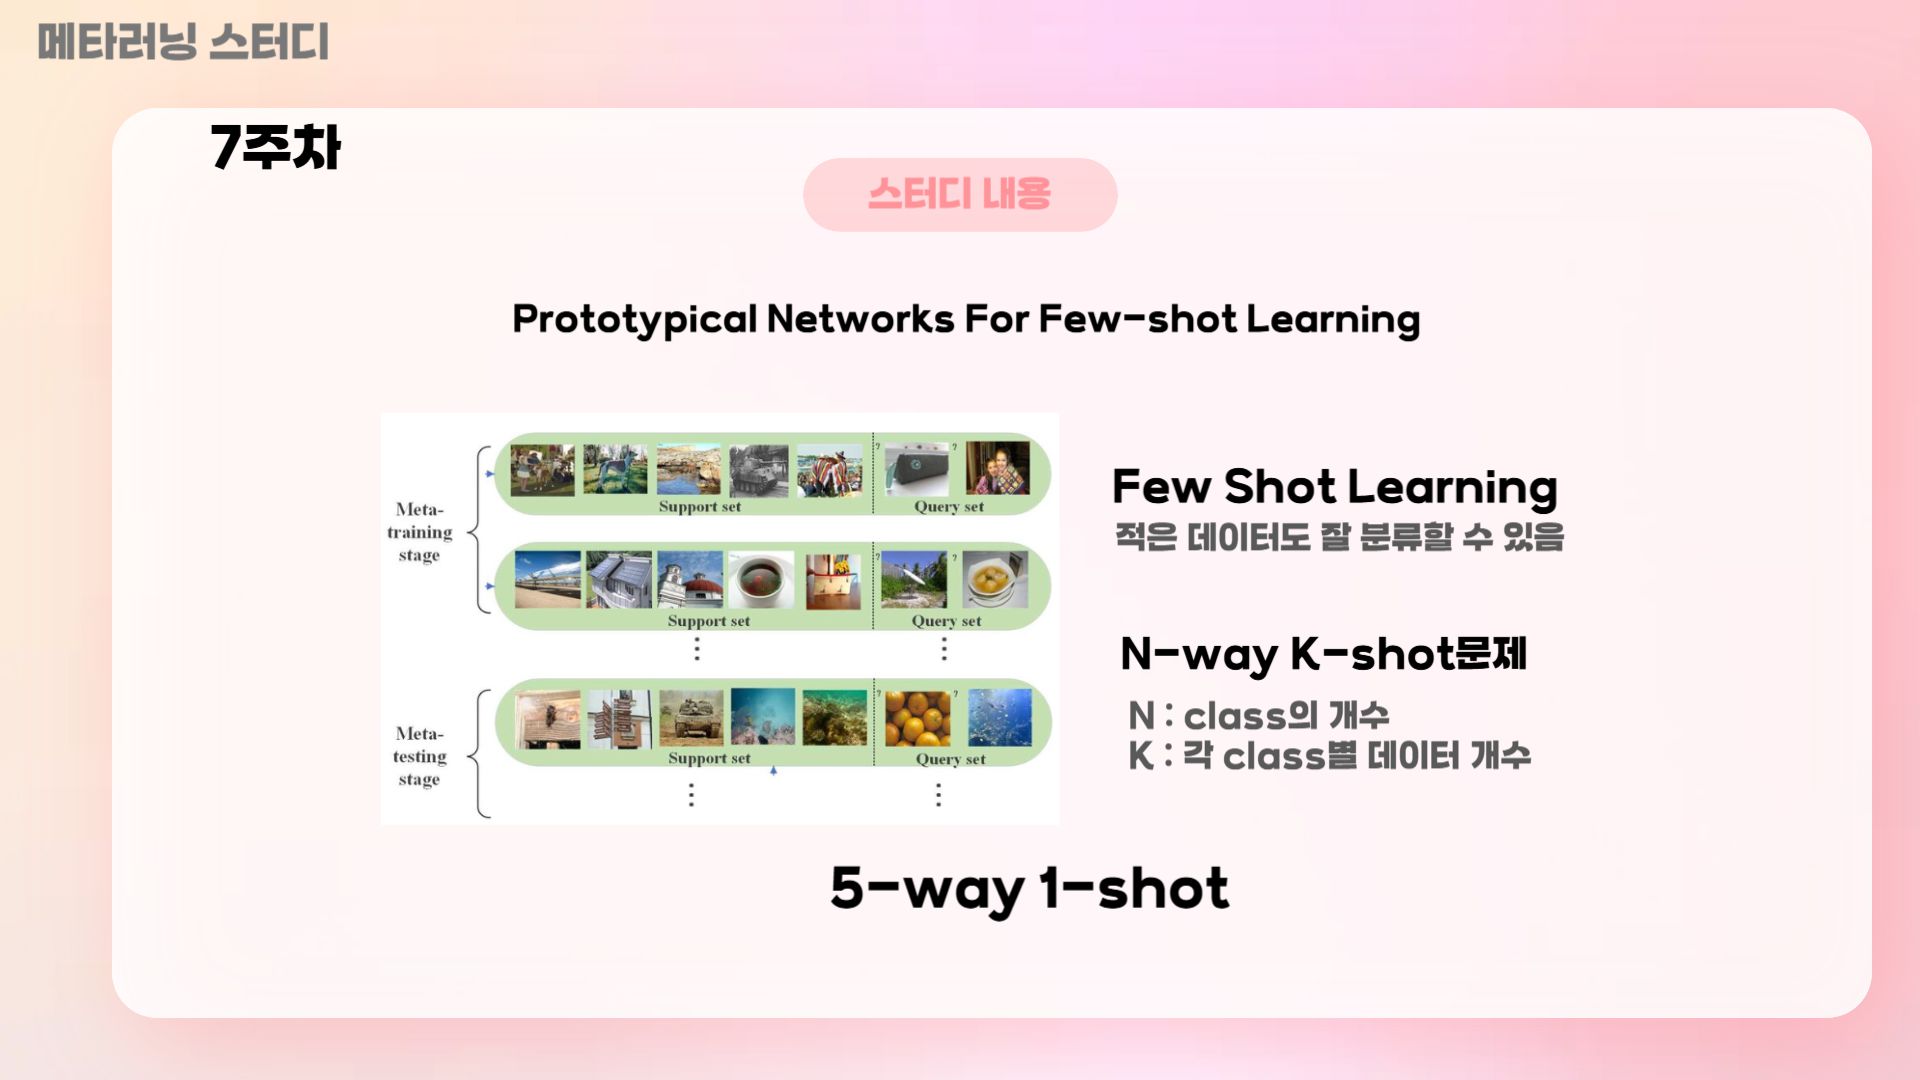 메타러닝 스터디
7주차
스터디 내용
Prototypical Networks For Few-shot Learning
Meta-
training
stage
Support set
? ?
Query set
Support set
? ?
Query set
Meta-
testing
stage
Support set
? ?
Query set
Few Shot Learning
적은 데이터도 잘 분류할 수 있음
N-way K-shot문제
N : class의 개수
K : 각 class별 데이터 개수
5-way 1-shot